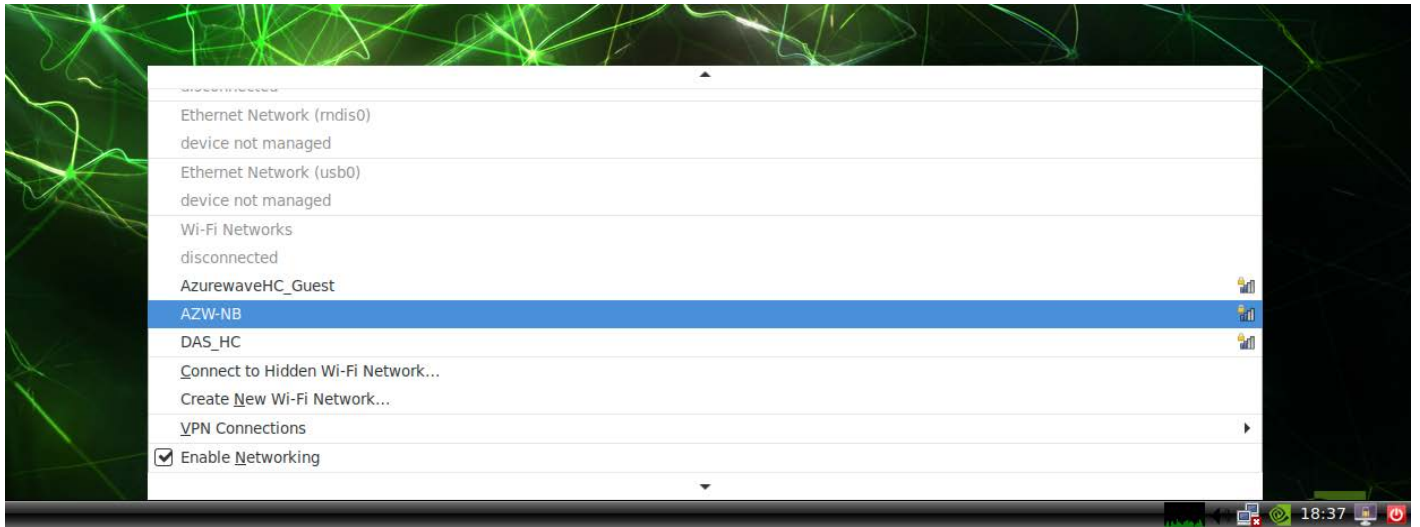 disconnected
Ethernet Network (rndis0)
device not managed
Ethernet Network (usb0)
device not managed
Wi-Fi Networks
disconnected
AzurewaveHC_Guest
AZW-NB
DAS_HC
Connect to Hidden Wi-Fi Network...
Create New Wi-Fi Network...
VPN Connections
Enable Networking
18:37